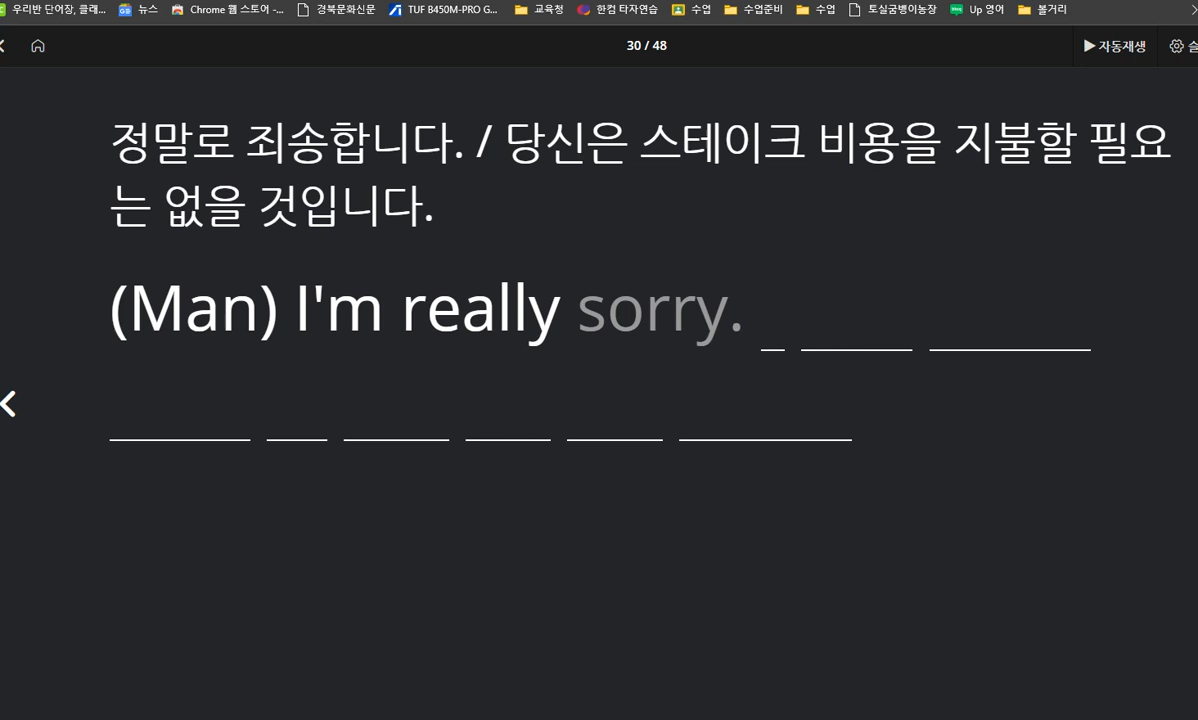 우리반 단어장, 클래... 뉴스 Chrome 웹 스토어 -... 경북문화신문 TUF B450M-PRO G... 교육청 한컴 타자연습 수업 수업준비 수업 토실굼벵이농장 Up 영어 볼거리
30 / 48 ▶ 자동재생 슬
정말로 죄송합니다. / 당신은 스테이크 비용을 지불할 필요
는 없을 것입니다.
(Man) I'm really sorry.